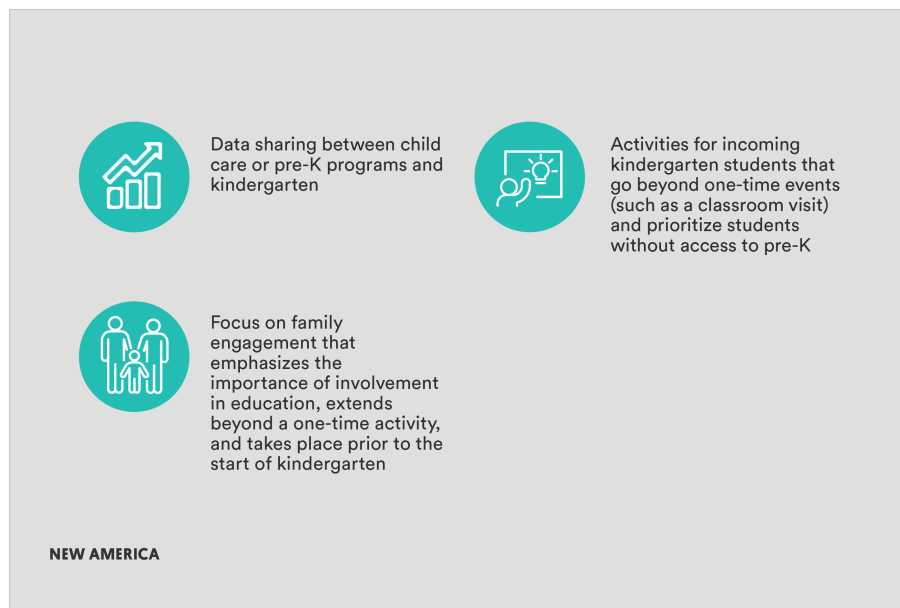 Data sharing between child
care or pre-K programs and
kindergarten
Activities for incoming
kindergarten students that
go beyond one-time events
(such as a classroom visit)
and prioritize students
without access to pre-K
Focus on family
engagement that
emphasizes the
importance of involvement
in education, extends
beyond a one-time activity,
and takes place prior to the
start of kindergarten
NEW AMERICA